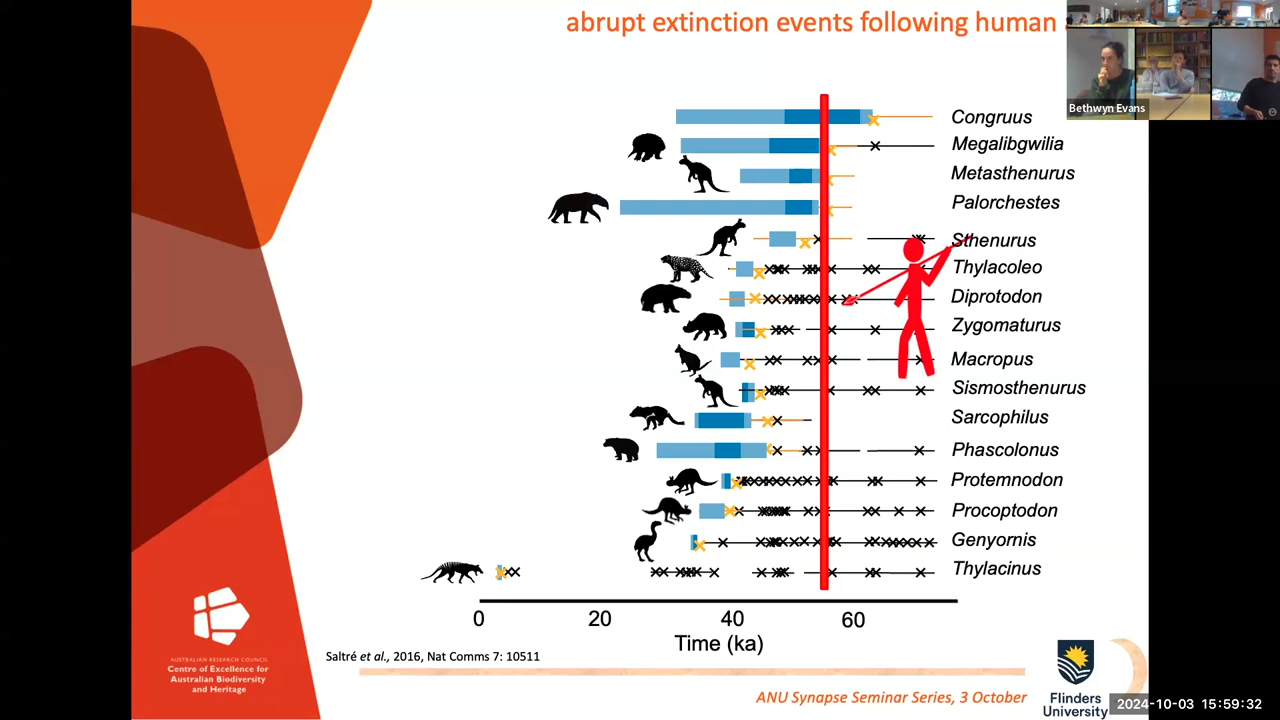 abrupt extinction events following human
Bethwyn Evans
Congruus
Megalibgwilia
Metasthenurus
Palorchestes
Sthenurus
Thylacoleo
Diprotodon
Zygomaturus
Macropus
Sismosthenurus
Sarcophilus
Phascolonus
Protemnodon
Procoptodon
Genyornis
Thylacinus
0 20 40 60
Time (ka)
Saltré et al., 2016, Nat Comms 7: 10511
AUSTRALIAN RESEARCH COUNCIL
Centre of Excellence for
Australian Biodiversity
and Heritage
ANU Synapse Seminar Series, 3 October
Flinders
University
2024-10-03 15:59:32